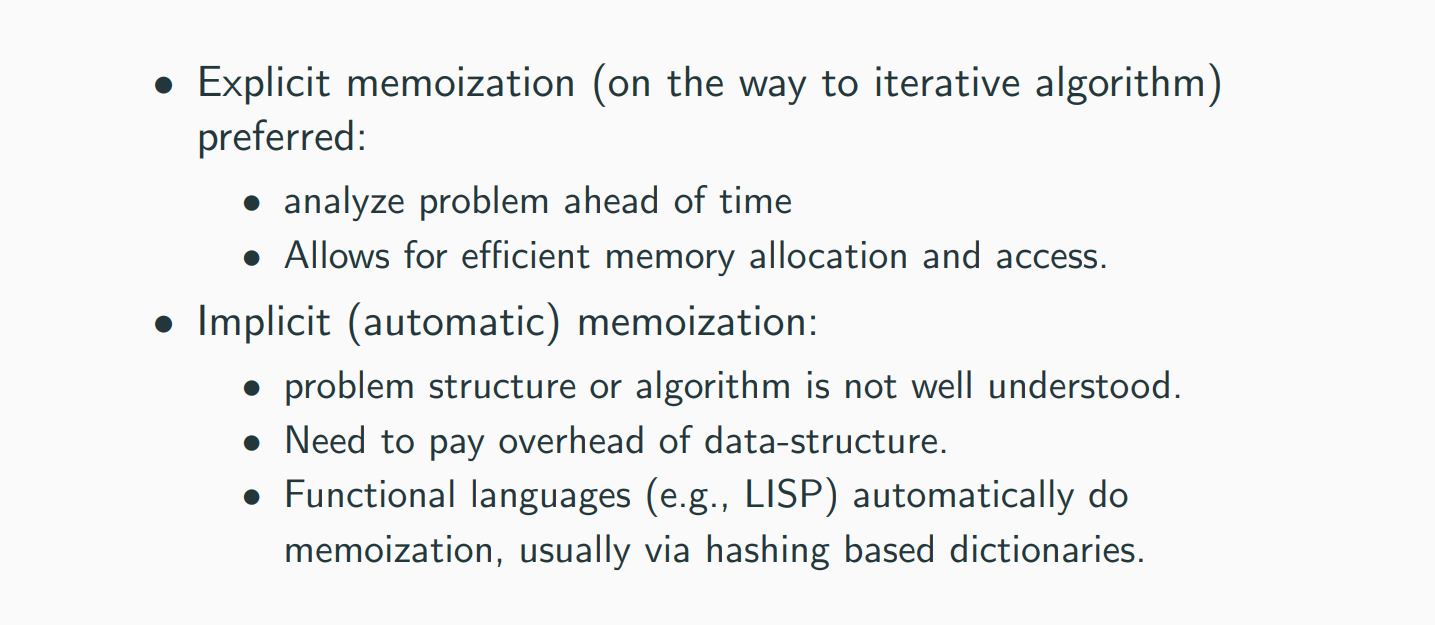 • Explicit memoization (on the way to iterative algorithm)
preferred:
• analyze problem ahead of time
• Allows for efficient memory allocation and access.
• Implicit (automatic) memoization:
• problem structure or algorithm is not well understood.
• Need to pay overhead of data-structure.
• Functional languages (e.g., LISP) automatically do
memoization, usually via hashing based dictionaries.